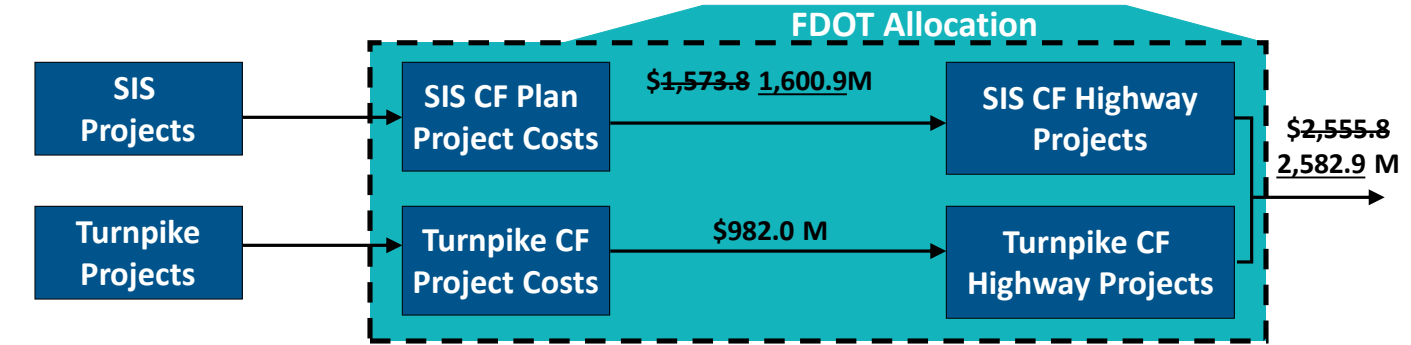 FDOT Allocation
SIS
Projects
SIS CF Plan
Project Costs
$1,573.8 1,600.9M
SIS CF Highway
Projects
$2,555.8
2,582.9 M
Turnpike
Projects
Turnpike CF
Project Costs
$982.0 M
Turnpike CF
Highway Projects